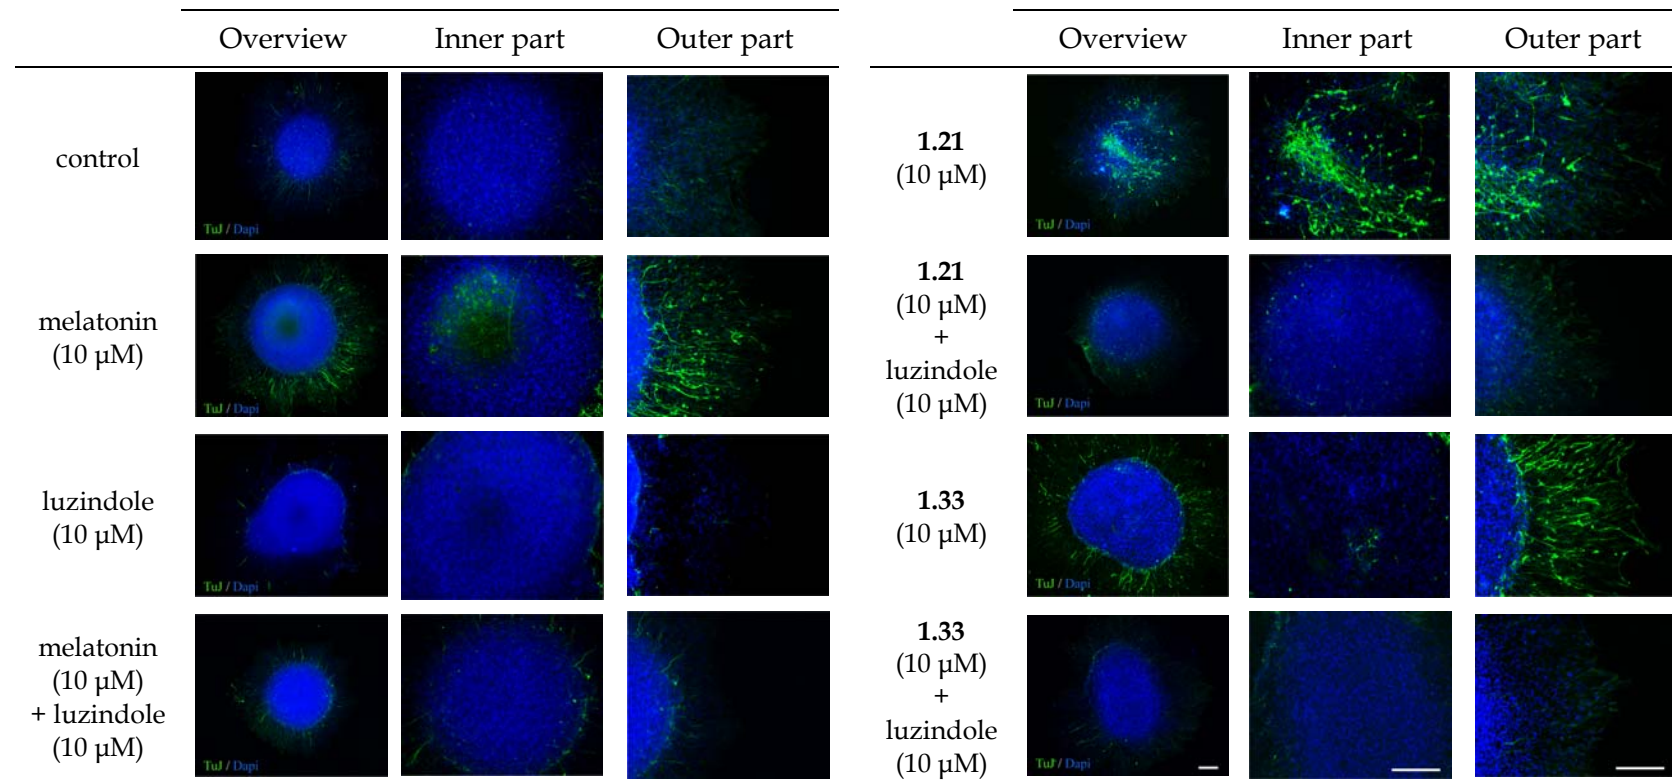 Overview Inner part Outer part
control
TuJ / Dapi
melatonin
(10 µM)
TuJ / Dapi
luzindole
(10 µM)
TuJ / Dapi
melatonin
(10 µM)
+ luzindole
(10 µM)
TuJ / Dapi
Overview Inner part Outer part
1.21
(10 µM)
TuJ / Dapi
1.21
(10 µM)
+
luzindole
(10 µM)
TuJ / Dapi
1.33
(10 µM)
TuJ / Dapi
1.33
(10 µM)
+
luzindole
(10 µM)
TuJ / Dapi